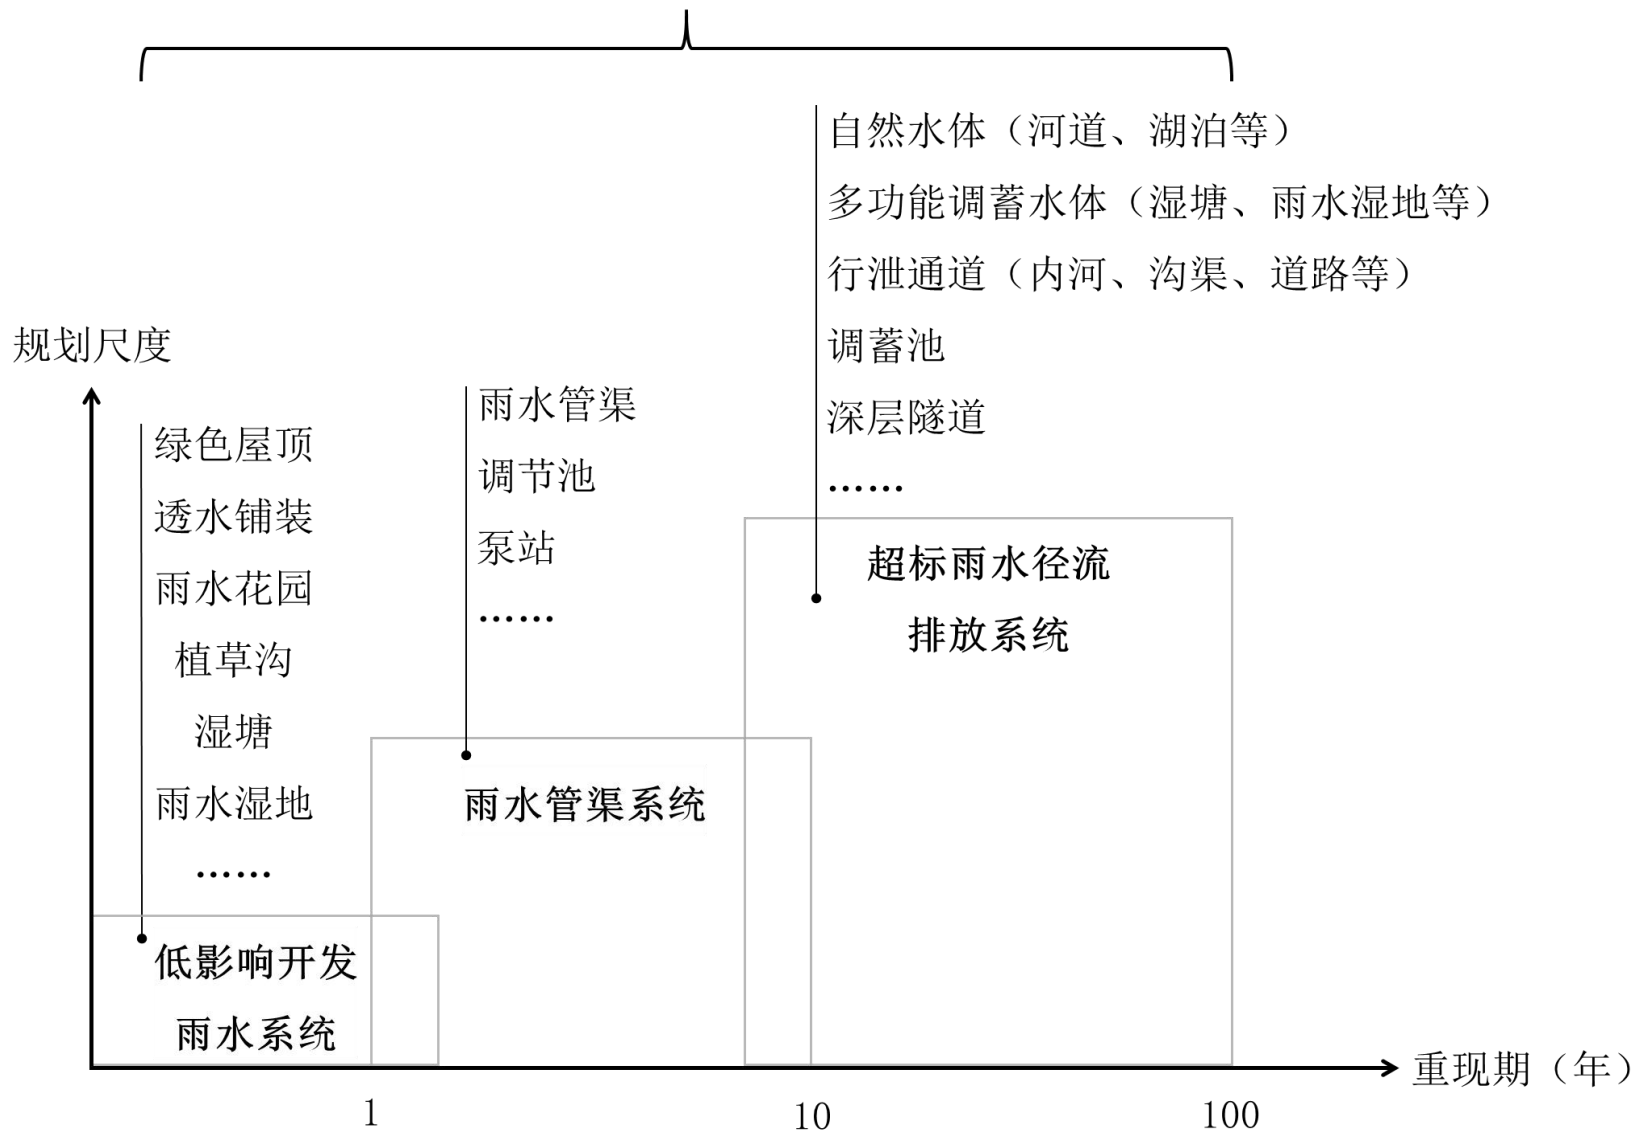 自然水体（河道、湖泊等）
多功能调蓄水体（湿塘、雨水湿地等）
行泄通道（内河、沟渠、道路等）
调蓄池
深层隧道
……
规划尺度
雨水管渠
调节池
泵站
……
绿色屋顶
透水铺装
雨水花园
植草沟
湿塘
雨水湿地
……
超标雨水径流
排放系统
雨水管渠系统
低影响开发
雨水系统
重现期（年）
1
10
100